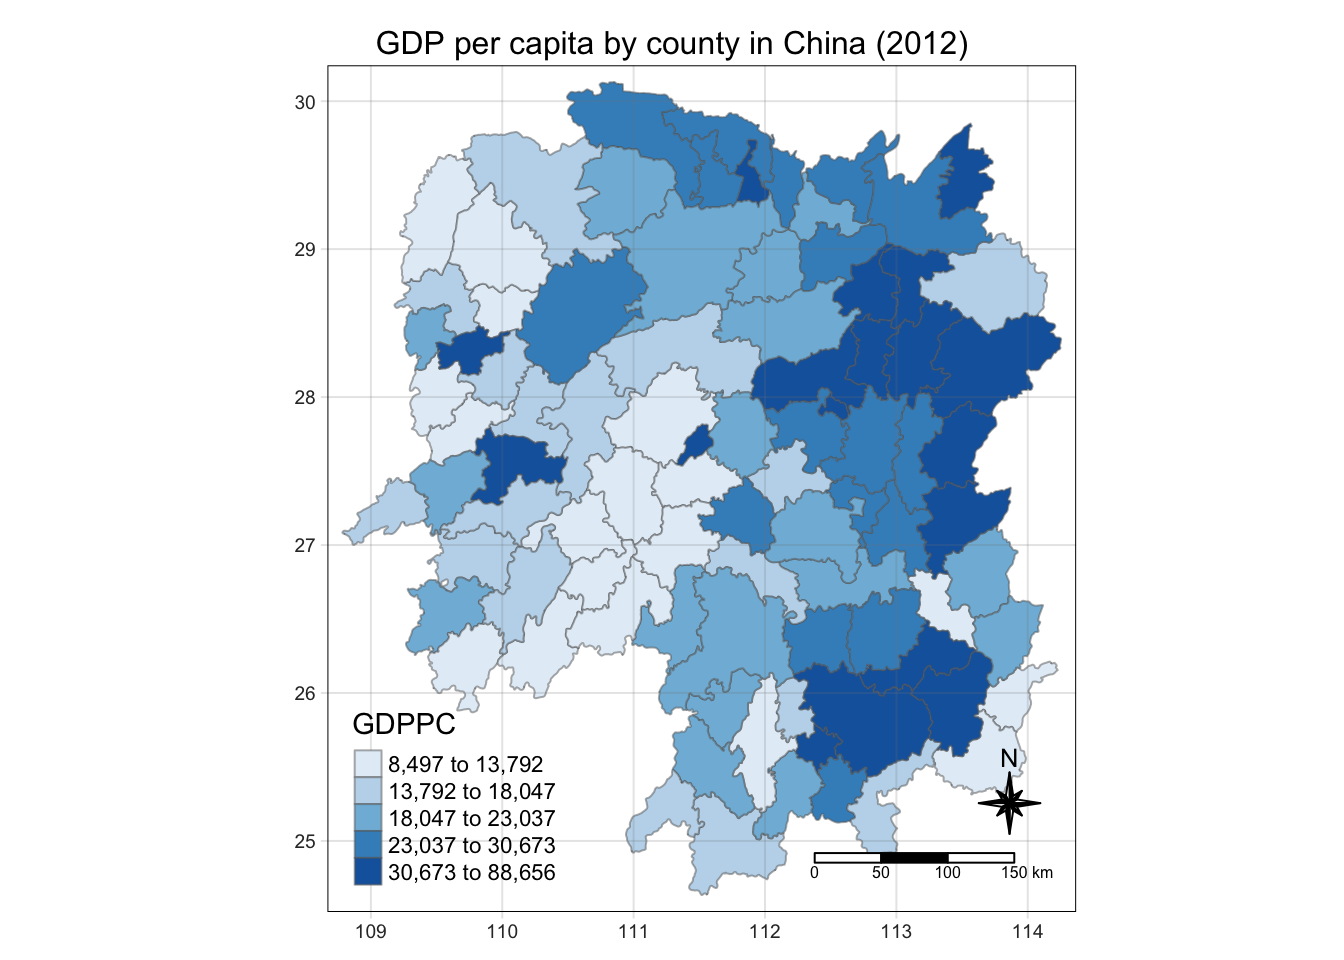 GDP per capita by county in China (2012)
30
29
28
27
26
25
GDPPC
8,497 to 13,792
13,792 to 18,047
18,047 to 23,037
23,037 to 30,673
30,673 to 88,656
N
0 50 100 150 km
109 110 111 112 113 114